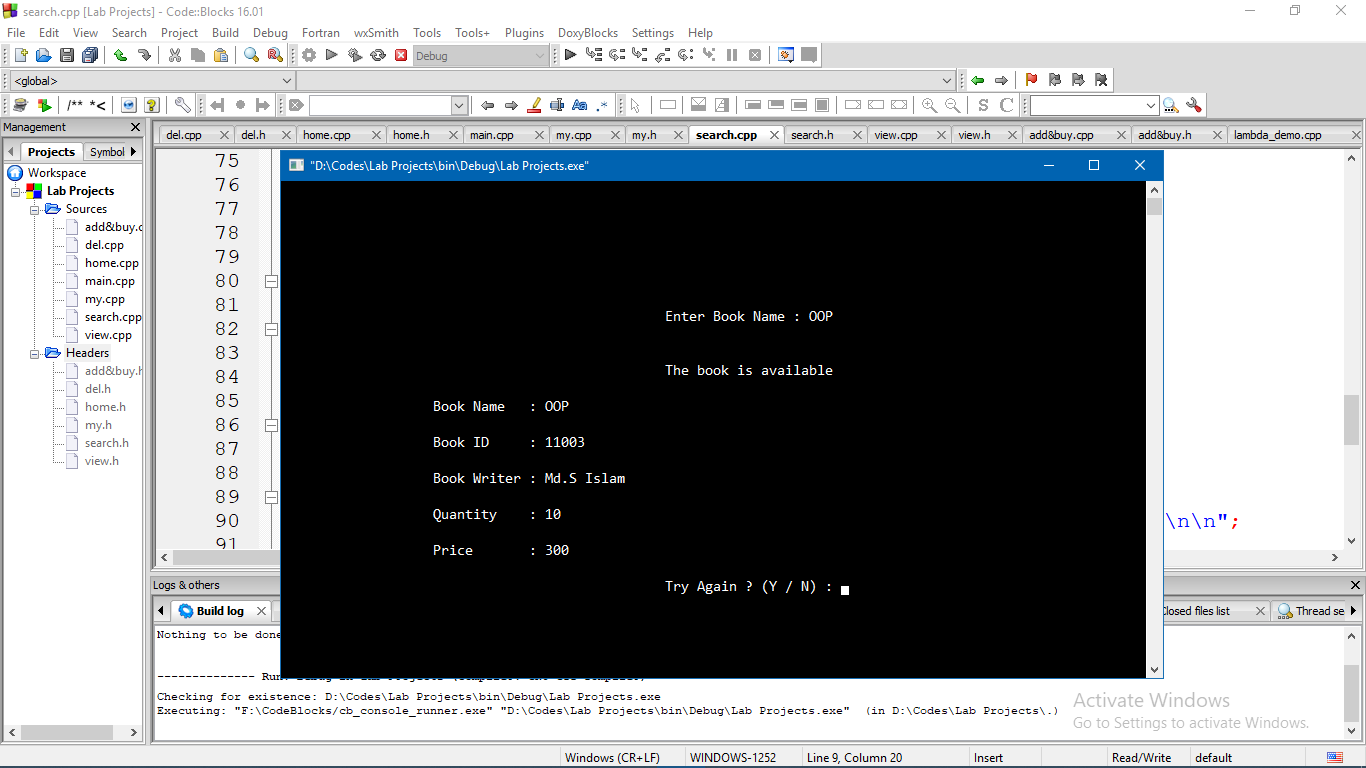 search.cpp [Lab Projects] - Code::Blocks 16.01
File Edit View Search Project Build Debug Fortran wxSmith Tools Tools+ Plugins DoxyBlocks Settings Help
Debug
<global>
/** *<
Aa .*
S C
Management
del.cpp del.h home.cpp home.h main.cpp my.cpp my.h search.cpp search.h view.cpp view.h add&buy.cpp add&buy.h lambda_demo.cpp
Projects Symbol
Workspace
Lab Projects
Sources
add&buy.c
del.cpp
home.cpp
main.cpp
my.cpp
search.cpp
view.cpp
Headers
add&buy.h
del.h
home.h
my.h
search.h
view.h
75
76
77
78
79
80
81
82
83
84
85
86
87
88
89
90
91
\n\n";
"D:\Codes\Lab Projects\bin\Debug\Lab Projects.exe"
Enter Book Name : OOP
The book is available
Book Name : OOP
Book ID : 11003
Book Writer : Md.S Islam
Quantity : 10
Price : 300
Try Again ? (Y / N) :
Logs & others
Build log Closed files list Thread se
Nothing to be done
-------------- Run: Debug in Lab Projects
Checking for existence: D:\Codes\Lab Projects\bin\Debug\Lab Projects.exe
Executing: "F:\CodeBlocks/cb_console_runner.exe" "D:\Codes\Lab Projects\bin\Debug\Lab Projects.exe" (in D:\Codes\Lab Projects\.)
Activate Windows
Go to Settings to activate Windows.
Windows (CR+LF) WINDOWS-1252 Line 9, Column 20 Insert Read/Write default